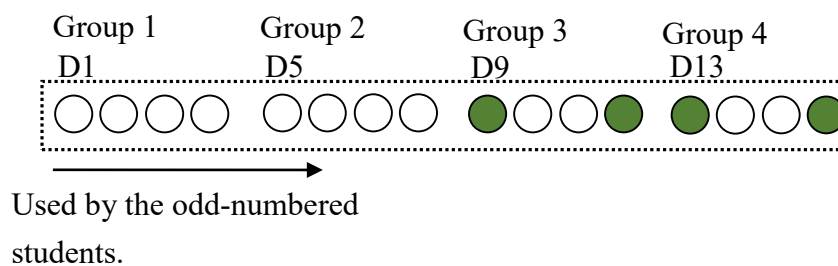 Group 1 Group 2 Group 3 Group 4
D1 D5 D9 D13
Used by the odd-numbered
students.